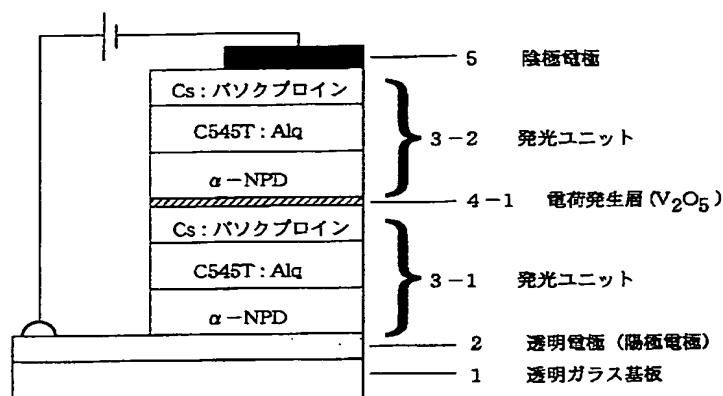 5 陰極電極
Cs:バソクプロイン
C545T:Alq
3-2 発光ユニット
α-NPD
4-1 電荷発生層(V₂O₅)
Cs:バソクプロイン
C545T:Alq
3-1 発光ユニット
α-NPD
2 透明電極(陽極電極)
1 透明ガラス基板